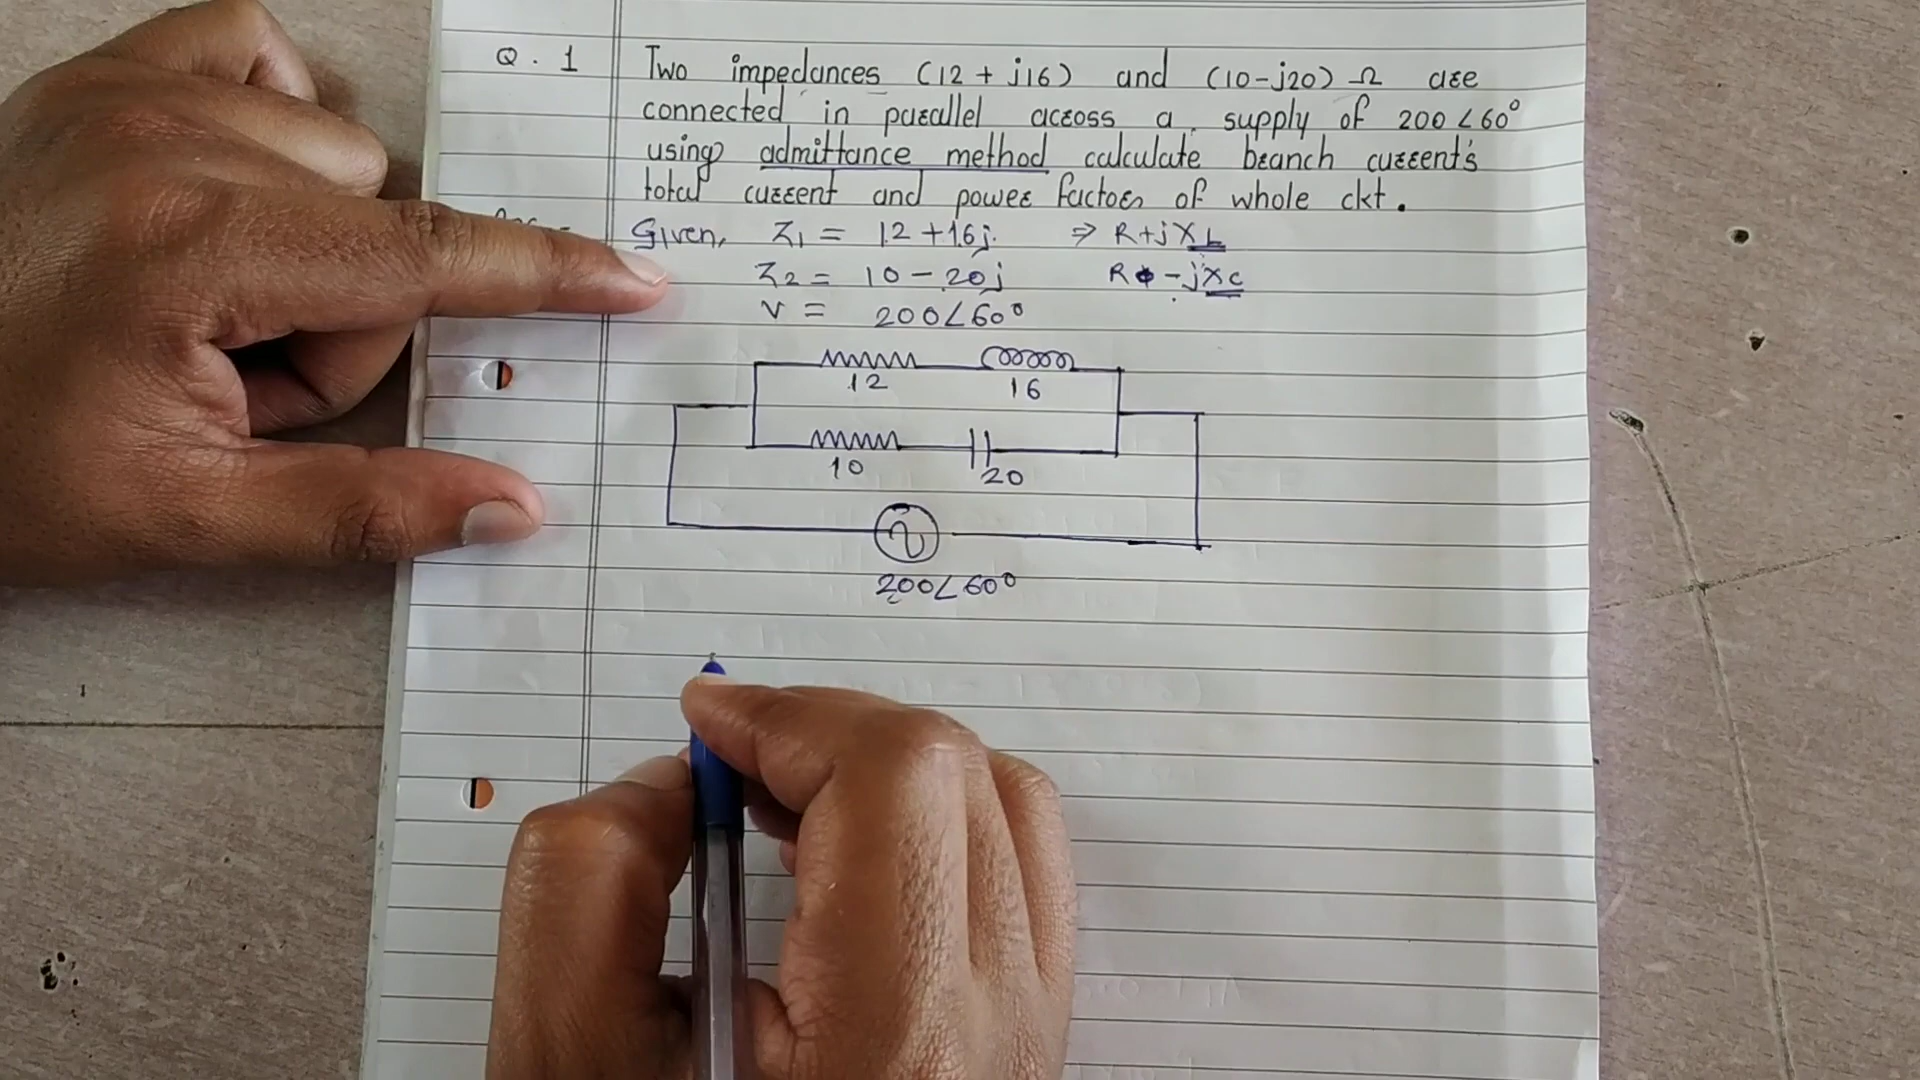 Q. 1 Two impedances (12 + j16) and (10-j20) Ω are
connected in parallel across a supply of 200∠60°
using admittance method calculate branch current's
total current and power factor of whole ckt.
Given, Z1 = 12 + 16j ⇒ R+jXL
Z2 = 10 - 20j R -jXc
V = 200∠60°
12 16
10 20
200∠60°